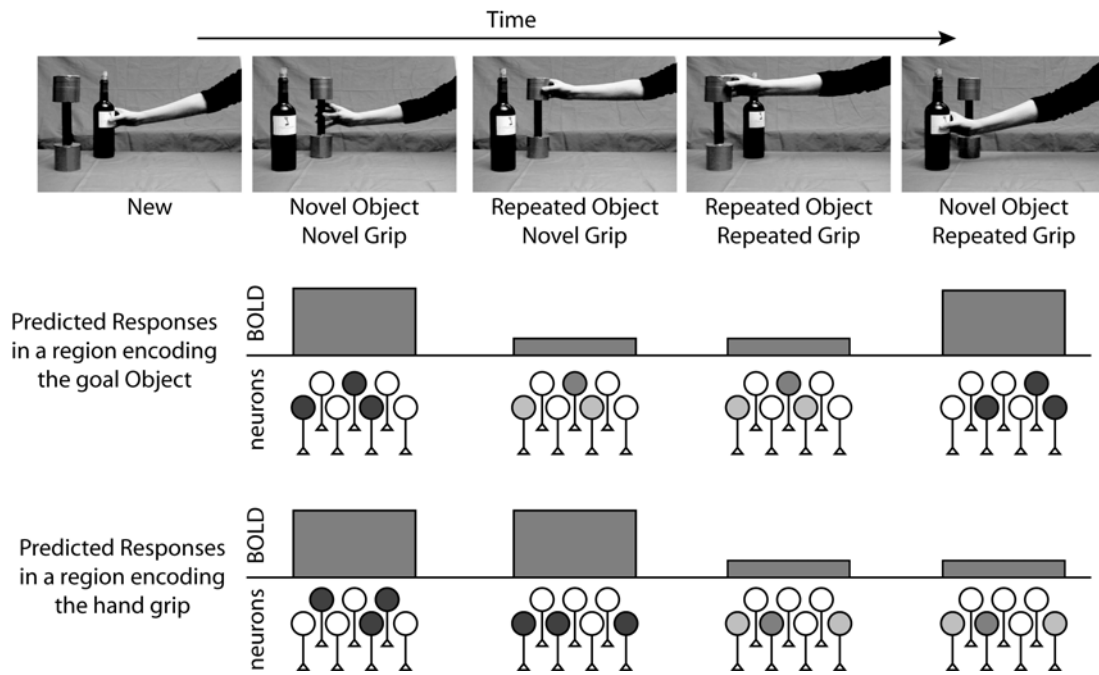 Time
New
Novel Object
Novel Grip
Repeated Object
Novel Grip
Repeated Object
Repeated Grip
Novel Object
Repeated Grip
Predicted Responses
in a region encoding
the goal Object
BOLD
neurons
Predicted Responses
in a region encoding
the hand grip
BOLD
neurons